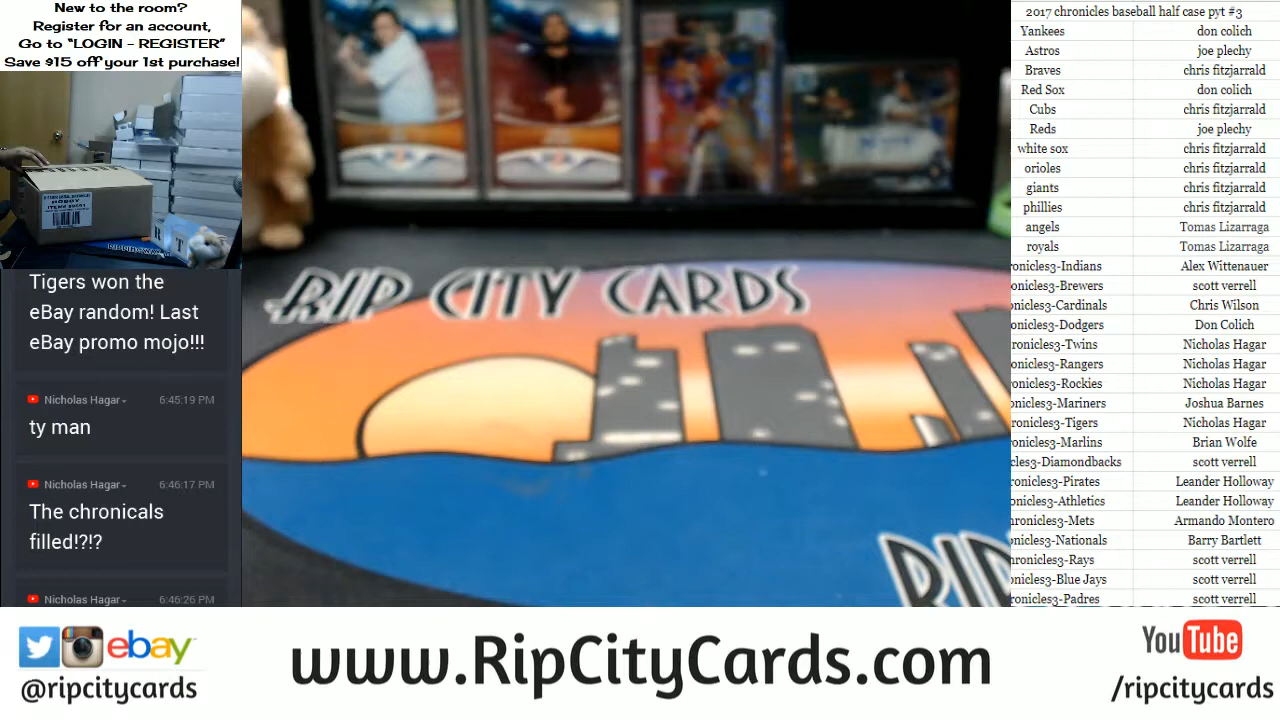 New to the room?
Register for an account,
Go to “LOGIN - REGISTER”
Save $15 off your 1st purchase!
Tigers won the
eBay random! Last
eBay promo mojo!!!
Nicholas Hagar
6:45:19 PM
ty man
Nicholas Hagar
6:46:17 PM
The chronicals
filled!?!?
Nicholas Hagar
6:46:26 PM
RIP CITY CARDS
RIP
2017 chronicles baseball half case pyt #3
Yankees don colich
Astros joe plechy
Braves chris fitzjarrald
Red Sox don colich
Cubs chris fitzjarrald
Reds joe plechy
white sox chris fitzjarrald
orioles chris fitzjarrald
giants chris fitzjarrald
phillies chris fitzjarrald
angels Tomas Lizarraga
royals Tomas Lizarraga
ronicles3-Indians Alex Wittenauer
onicles3-Brewers scott verrell
onicles3-Cardinals Chris Wilson
onicles3-Dodgers Don Colich
ronicles3-Twins Nicholas Hagar
ronicles3-Rangers Nicholas Hagar
ronicles3-Rockies Nicholas Hagar
onicles3-Mariners Joshua Barnes
ronicles3-Tigers Nicholas Hagar
ronicles3-Marlins Brian Wolfe
cles3-Diamondbacks scott verrell
ronicles3-Pirates Leander Holloway
onicles3-Athletics Leander Holloway
ronicles3-Mets Armando Montero
onicles3-Nationals Barry Bartlett
ronicles3-Rays scott verrell
onicles3-Blue Jays scott verrell
onicles3-Padres scott verrell
ebay
@ripcitycards
www.RipCityCards.com
YouTube
/ripcitycards